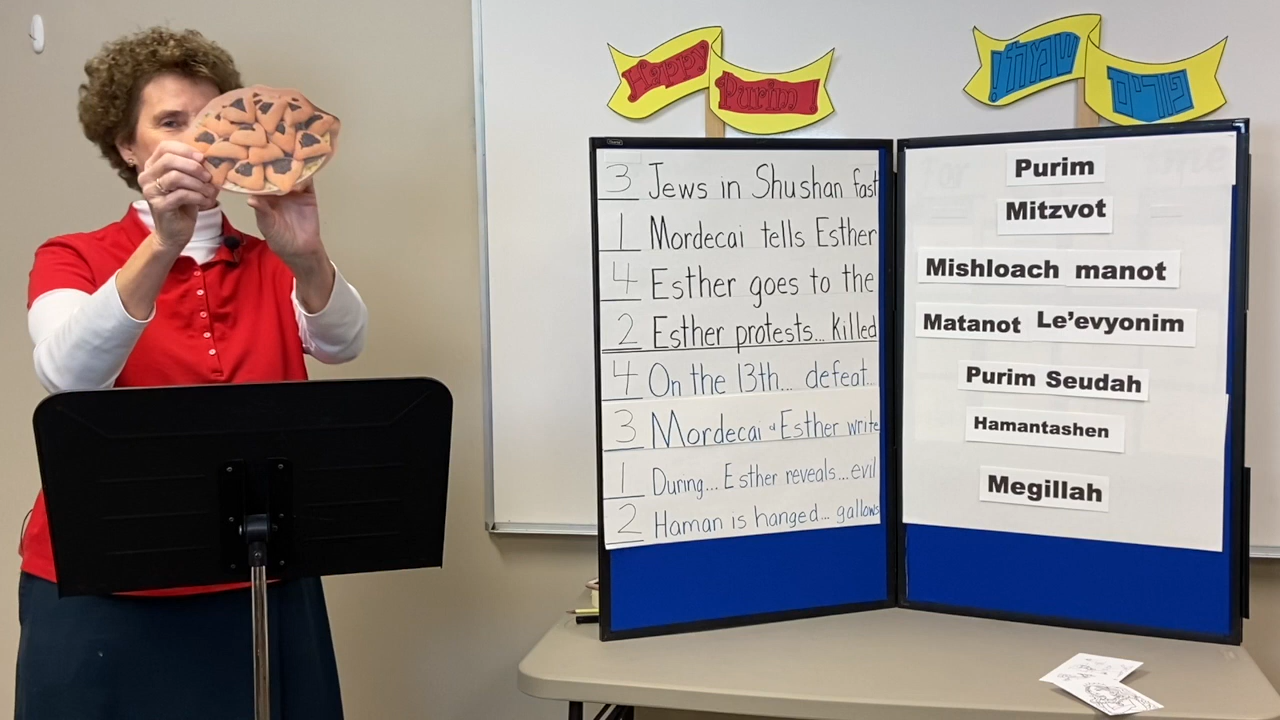 Happy Purim!
שמח! פורים
3 Jews in Shushan fast
1 Mordecai tells Esther
4 Esther goes to the
2 Esther protests... killed
4 On the 13th... defeat...
3 Mordecai & Esther write
1 During... Esther reveals... evil
2 Haman is hanged... gallows
Purim
Mitzvot
Mishloach manot
Matanot Le'evyonim
Purim Seudah
Hamantashen
Megillah